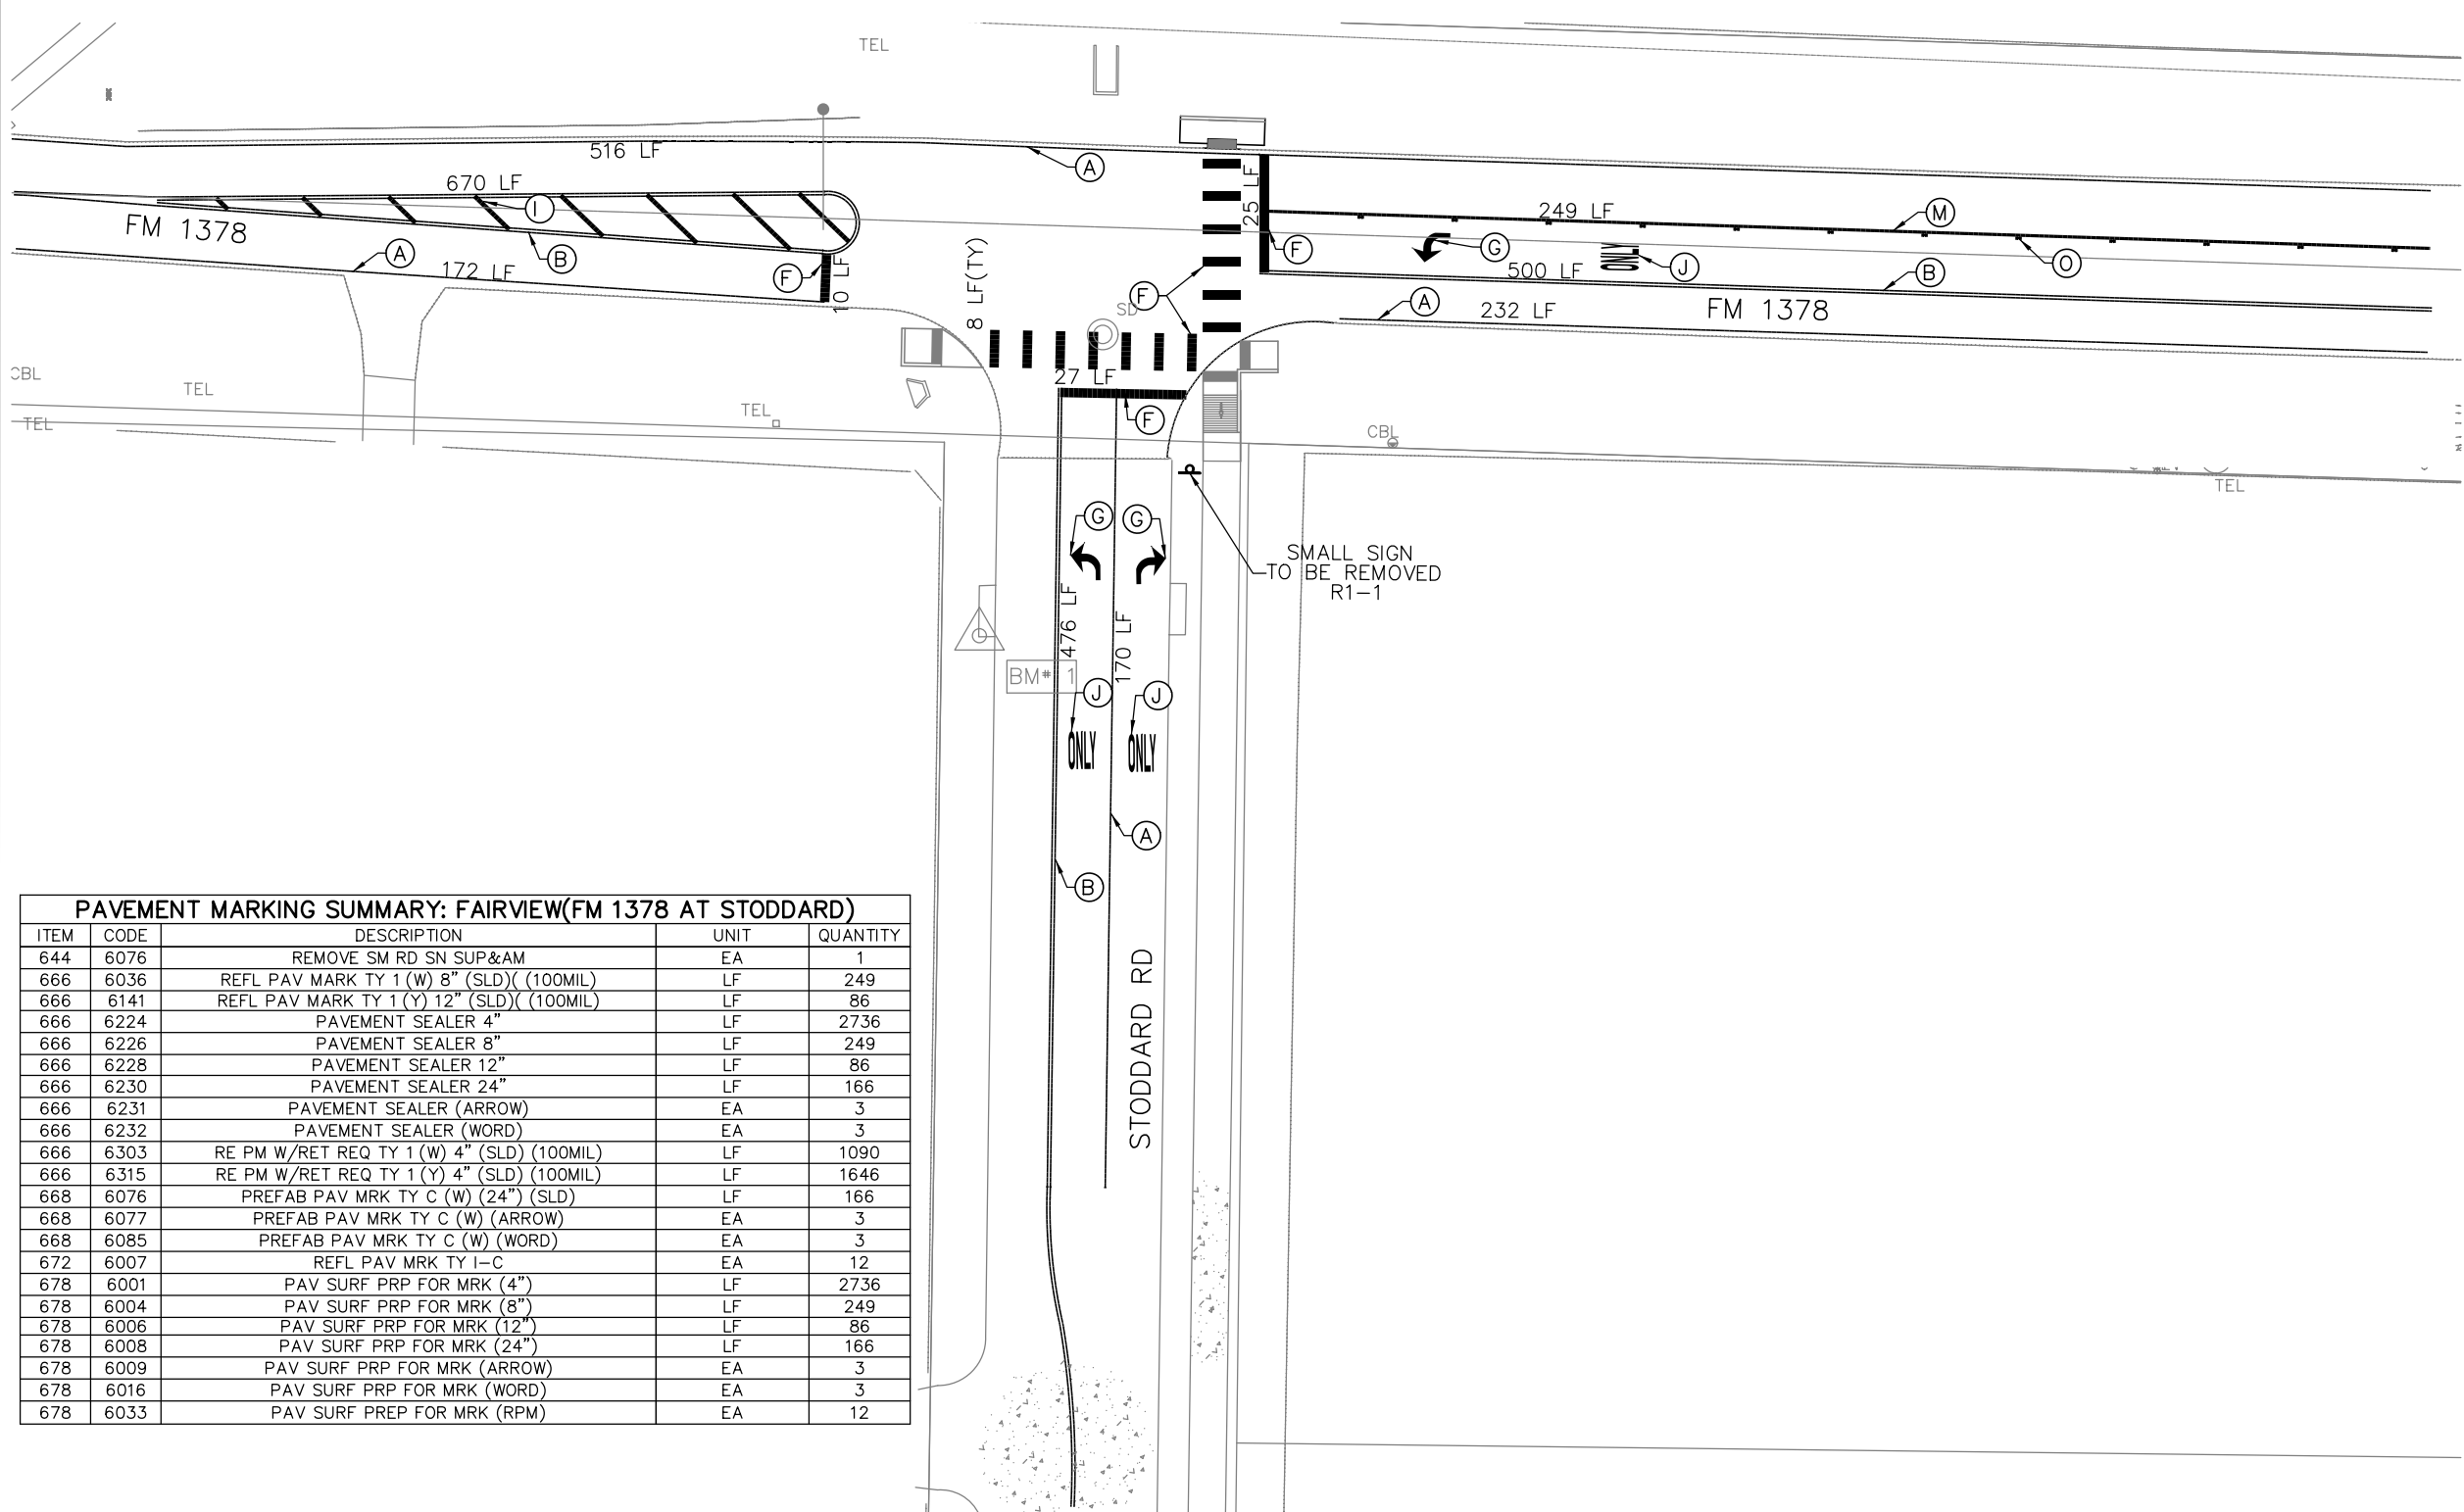 TEL
516 LF
A
670 LF
I
FM 1378
A
B
172 LF
F
10 LF
8 LF(TY)
25 LF
F
249 LF
M
G
ONLY
J
500 LF
B
O
A
232 LF
FM 1378
F
SD
27 LF
F
CBL
TEL
TEL
TEL
CBL
TEL
G
G
SMALL SIGN
TO BE REMOVED
R1-1
476 LF
170 LF
BM# 1
J
J
ONLY
ONLY
A
B
STODDARD RD
PAVEMENT MARKING SUMMARY: FAIRVIEW(FM 1378 AT STODDARD)
ITEM CODE DESCRIPTION UNIT QUANTITY
644 6076 REMOVE SM RD SN SUP&AM EA 1
666 6036 REFL PAV MARK TY 1 (W) 8" (SLD)( (100MIL) LF 249
666 6141 REFL PAV MARK TY 1 (Y) 12" (SLD)( (100MIL) LF 86
666 6224 PAVEMENT SEALER 4" LF 2736
666 6226 PAVEMENT SEALER 8" LF 249
666 6228 PAVEMENT SEALER 12" LF 86
666 6230 PAVEMENT SEALER 24" LF 166
666 6231 PAVEMENT SEALER (ARROW) EA 3
666 6232 PAVEMENT SEALER (WORD) EA 3
666 6303 RE PM W/RET REQ TY 1 (W) 4" (SLD) (100MIL) LF 1090
666 6315 RE PM W/RET REQ TY 1 (Y) 4" (SLD) (100MIL) LF 1646
668 6076 PREFAB PAV MRK TY C (W) (24") (SLD) LF 166
668 6077 PREFAB PAV MRK TY C (W) (ARROW) EA 3
668 6085 PREFAB PAV MRK TY C (W) (WORD) EA 3
672 6007 REFL PAV MRK TY I-C EA 12
678 6001 PAV SURF PRP FOR MRK (4") LF 2736
678 6004 PAV SURF PRP FOR MRK (8") LF 249
678 6006 PAV SURF PRP FOR MRK (12") LF 86
678 6008 PAV SURF PRP FOR MRK (24") LF 166
678 6009 PAV SURF PRP FOR MRK (ARROW) EA 3
678 6016 PAV SURF PRP FOR MRK (WORD) EA 3
678 6033 PAV SURF PREP FOR MRK (RPM) EA 12